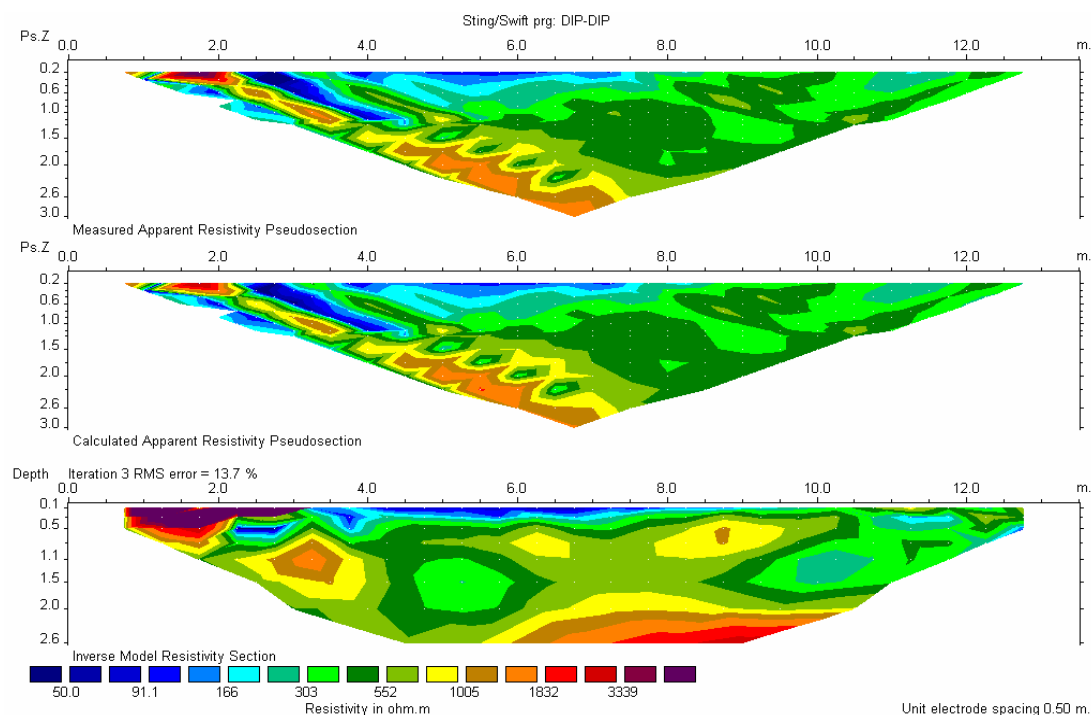 Sting/Swift prg: DIP-DIP
Ps.Z 0.0 2.0 4.0 6.0 8.0 10.0 12.0 m.
0.2
0.6
1.0
1.5
2.0
2.6
3.0
Measured Apparent Resistivity Pseudosection
Ps.Z 0.0 2.0 4.0 6.0 8.0 10.0 12.0 m.
0.2
0.6
1.0
1.5
2.0
2.6
3.0
Calculated Apparent Resistivity Pseudosection
Depth Iteration 3 RMS error = 13.7 %
0.0 2.0 4.0 6.0 8.0 10.0 12.0 m.
0.1
0.5
1.1
1.5
2.0
2.6
Inverse Model Resistivity Section
50.0 91.1 166 303 552 1005 1832 3339
Resistivity in ohm.m
Unit electrode spacing 0.50 m.